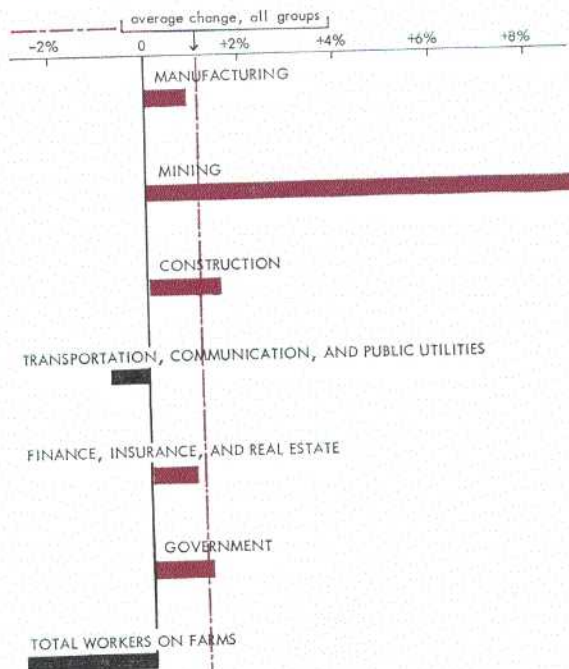 average change, all groups
-2% 0 +2% +4% +6% +8%
MANUFACTURING
MINING
CONSTRUCTION
TRANSPORTATION, COMMUNICATION, AND PUBLIC UTILITIES
FINANCE, INSURANCE, AND REAL ESTATE
GOVERNMENT
TOTAL WORKERS ON FARMS